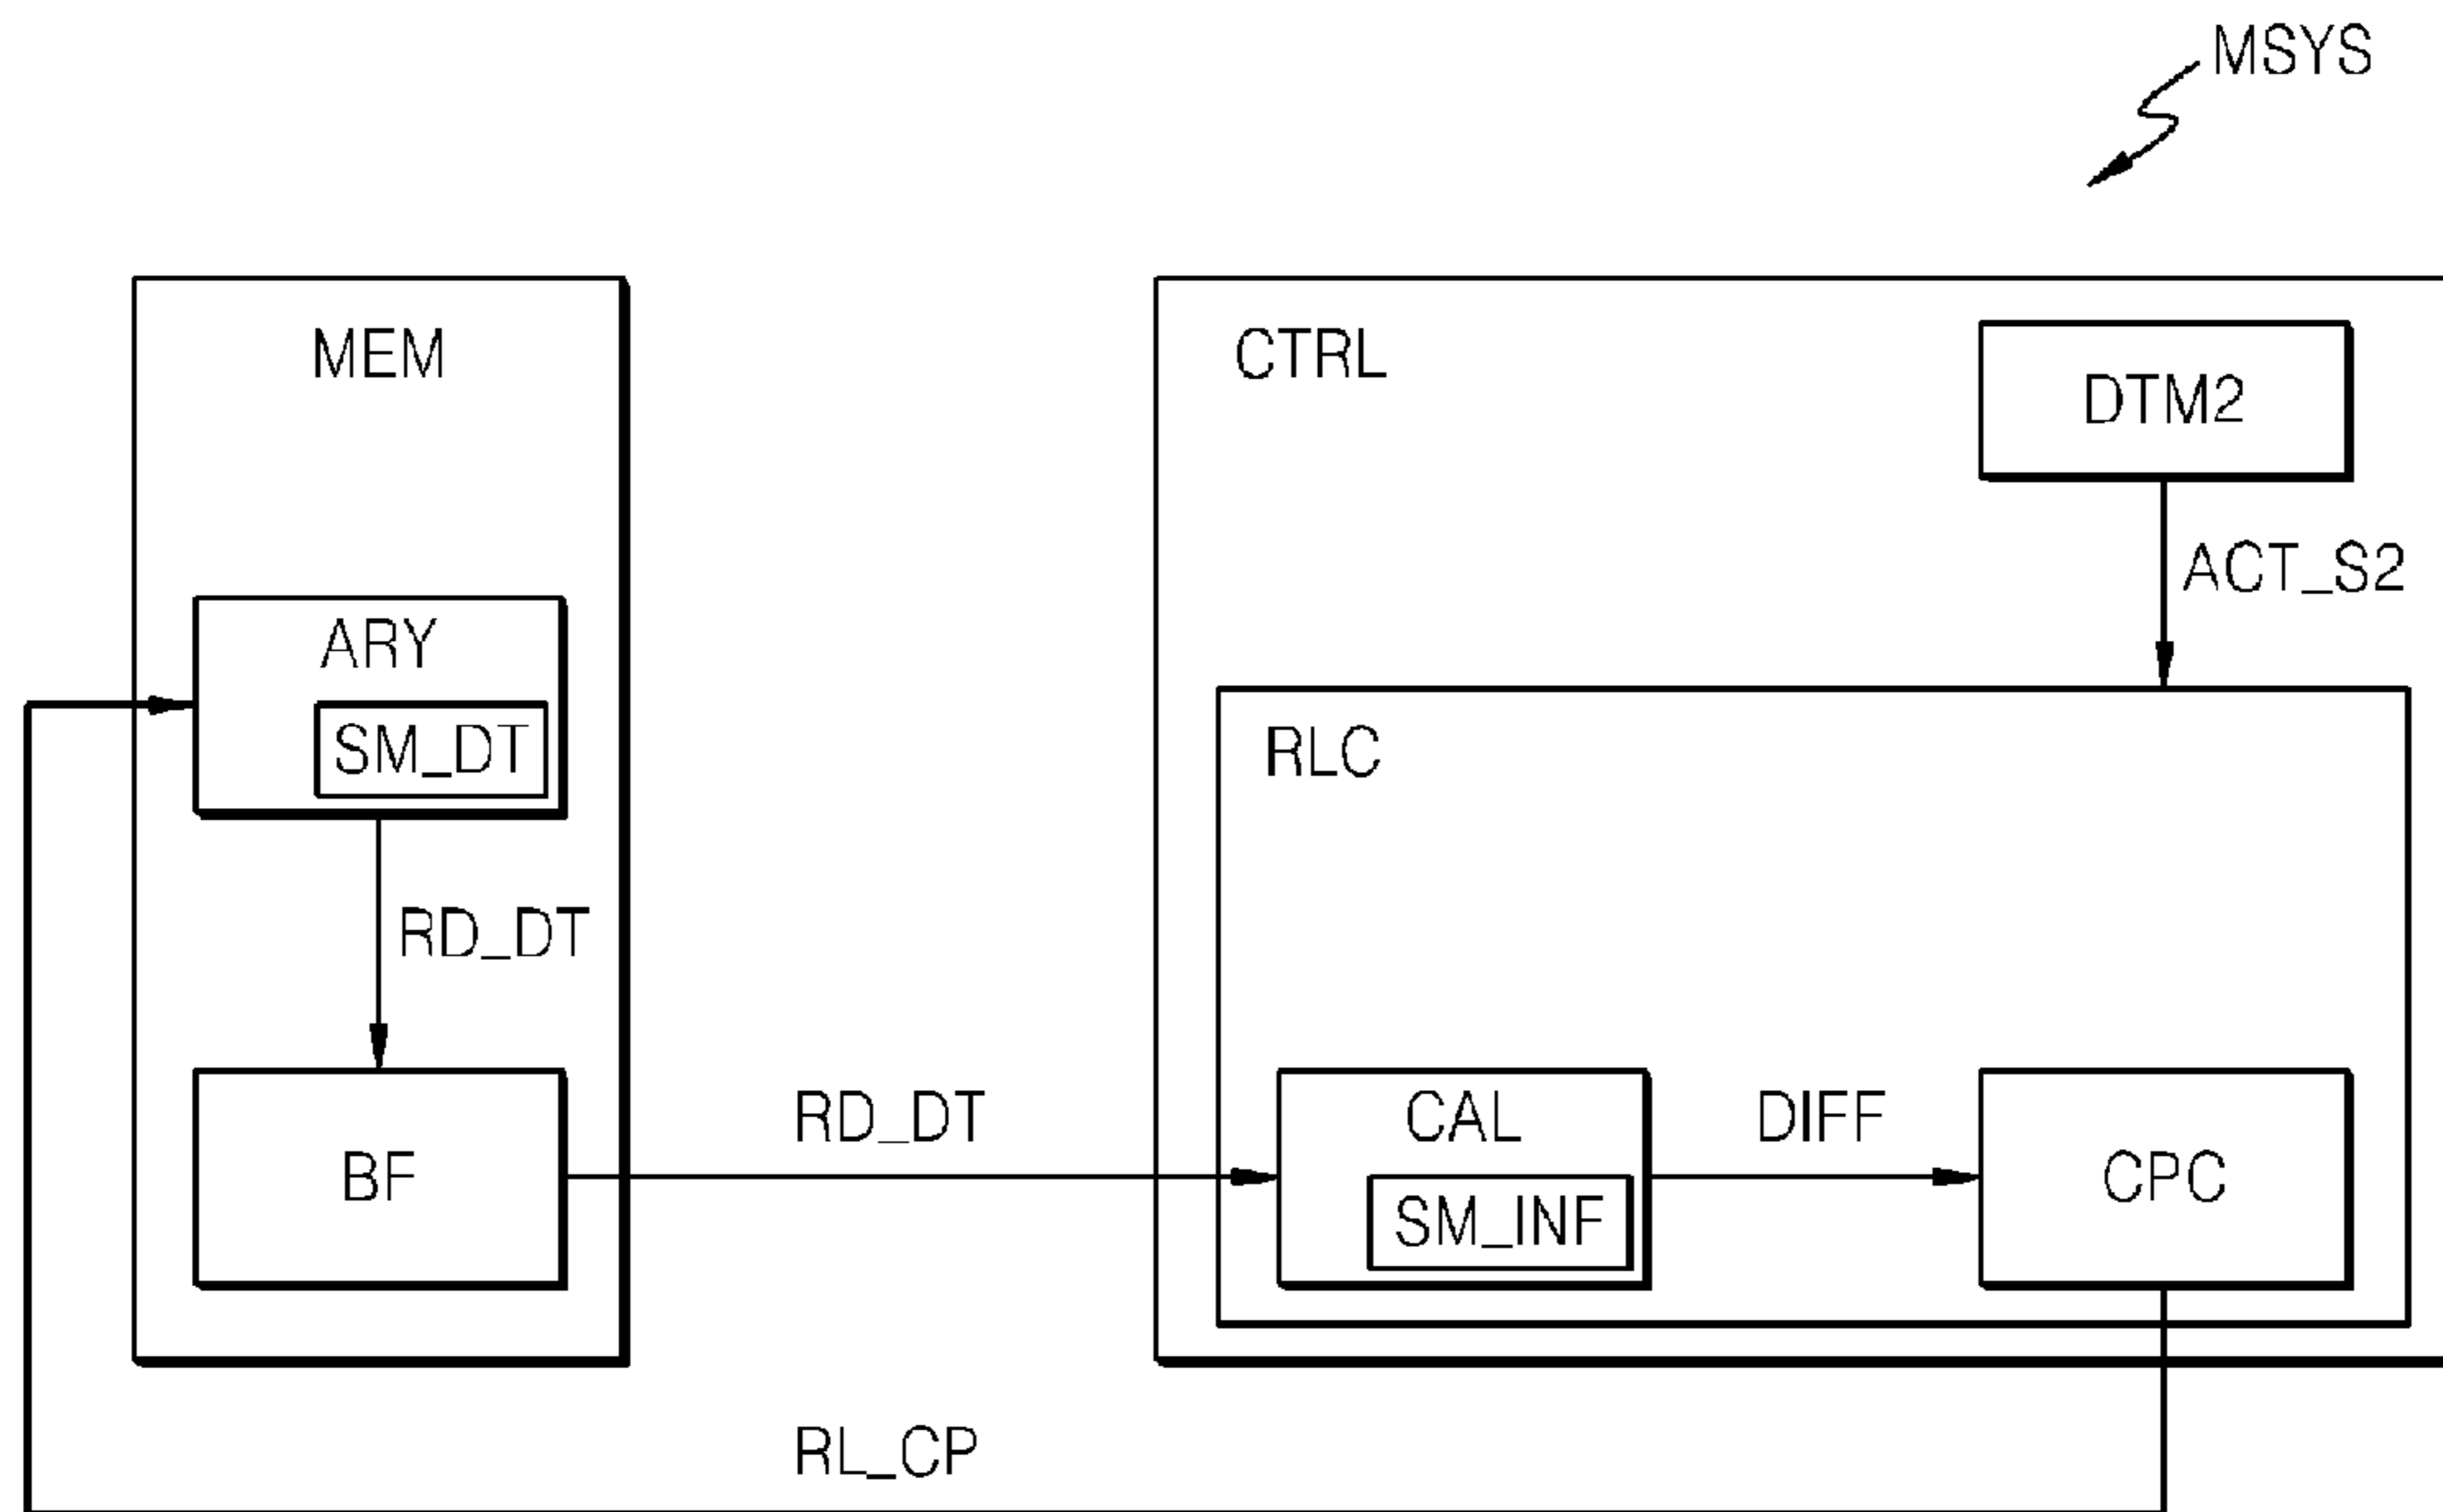 MSYS
MEM
CTRL
DTM2
ACT_S2
ARY
SM_DT
RLC
RD_DT
RD_DT
CAL
DIFF
BF
SM_INF
CPC
RL_CP